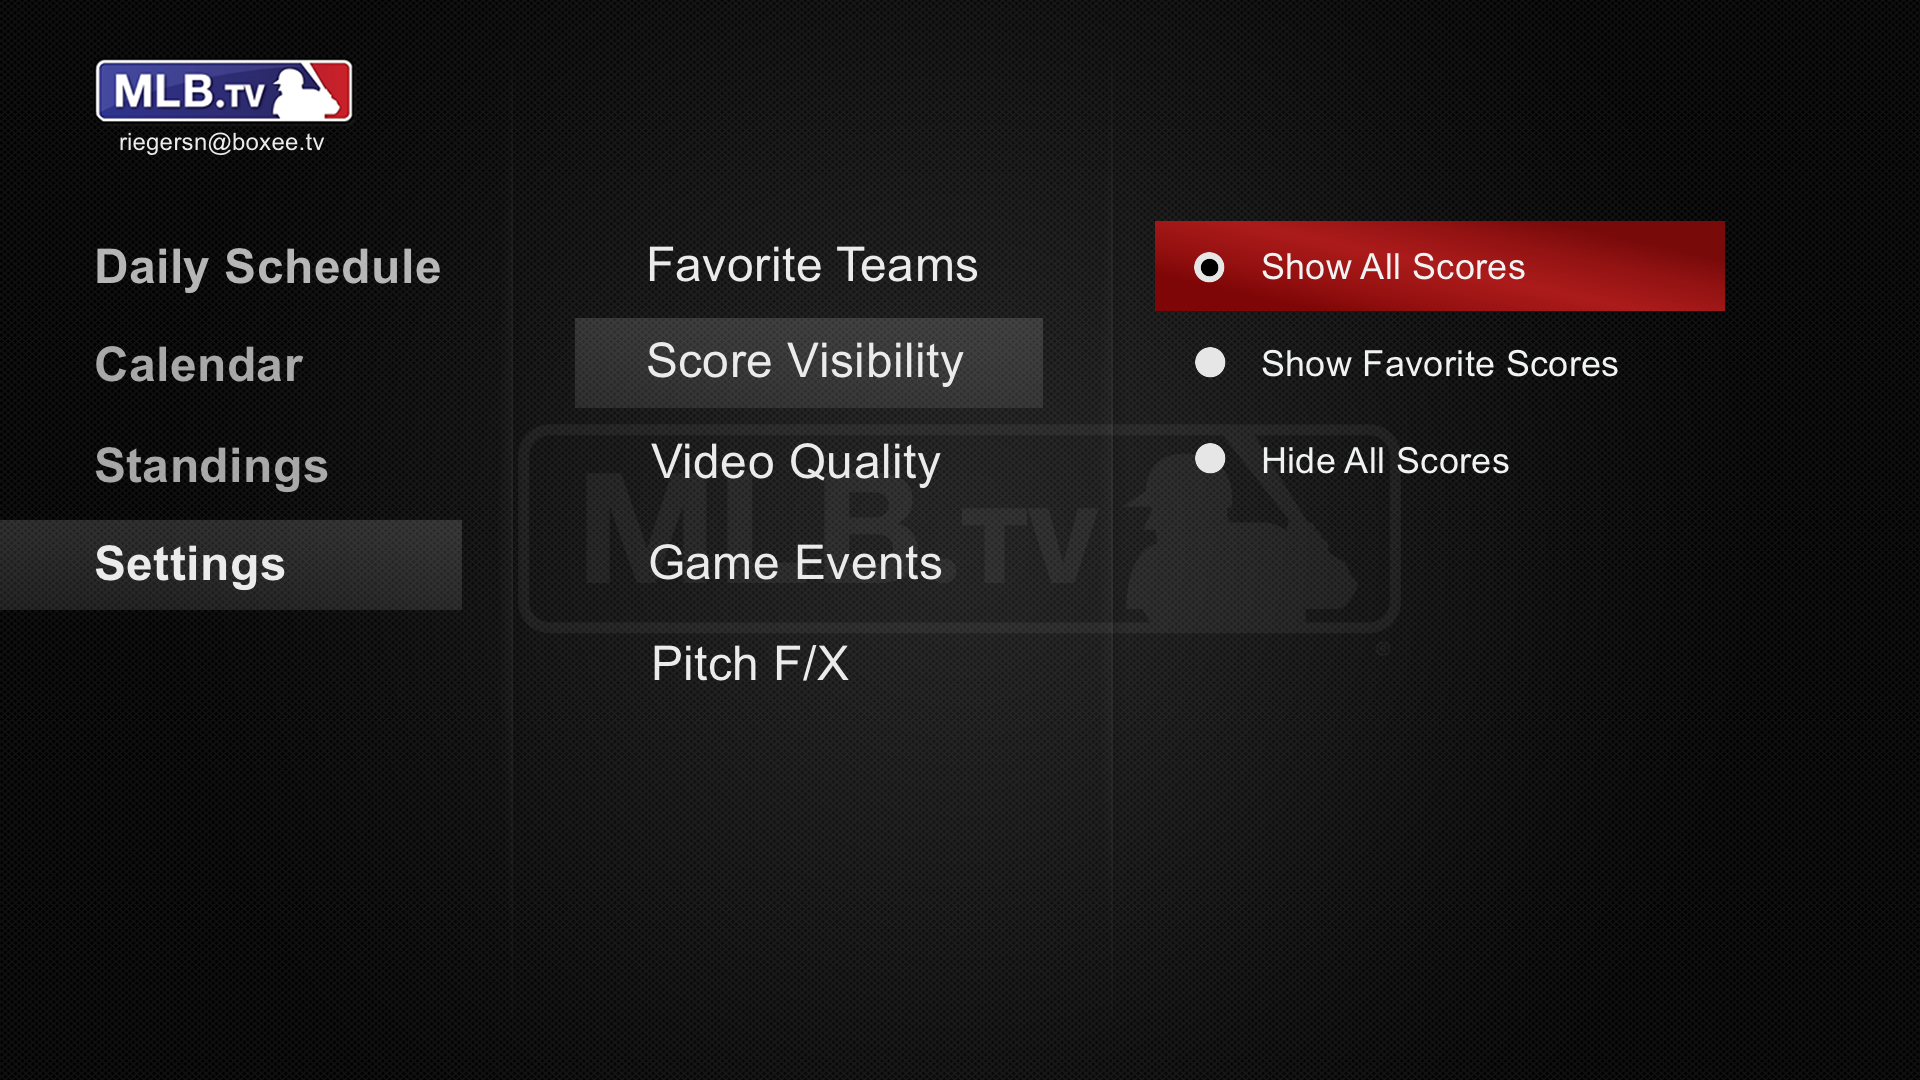 MLB.TV
riegersn@boxee.tv
Daily Schedule
Calendar
Standings
Settings
Favorite Teams
Score Visibility
Video Quality
Game Events
Pitch F/X
Show All Scores
Show Favorite Scores
Hide All Scores
MLB.TV
®